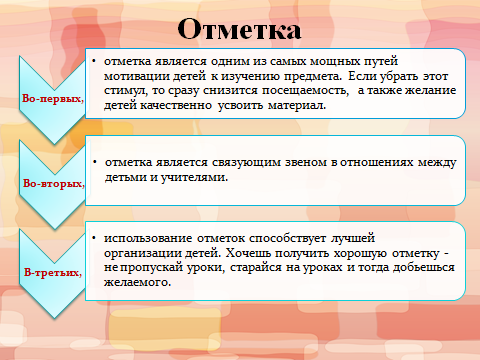 Отметка
Во-первых,
• отметка является одним из самых мощных путей
мотивации детей к изучению предмета. Если убрать этот
стимул, то сразу снизится посещаемость, а также желание
детей качественно усвоить материал.
Во-вторых,
• отметка является связующим звеном в отношениях между
детьми и учителями.
В-третьих,
• использование отметок способствует лучшей
организации детей. Хочешь получить хорошую отметку -
не пропускай уроки, старайся на уроках и тогда добьешься
желаемого.